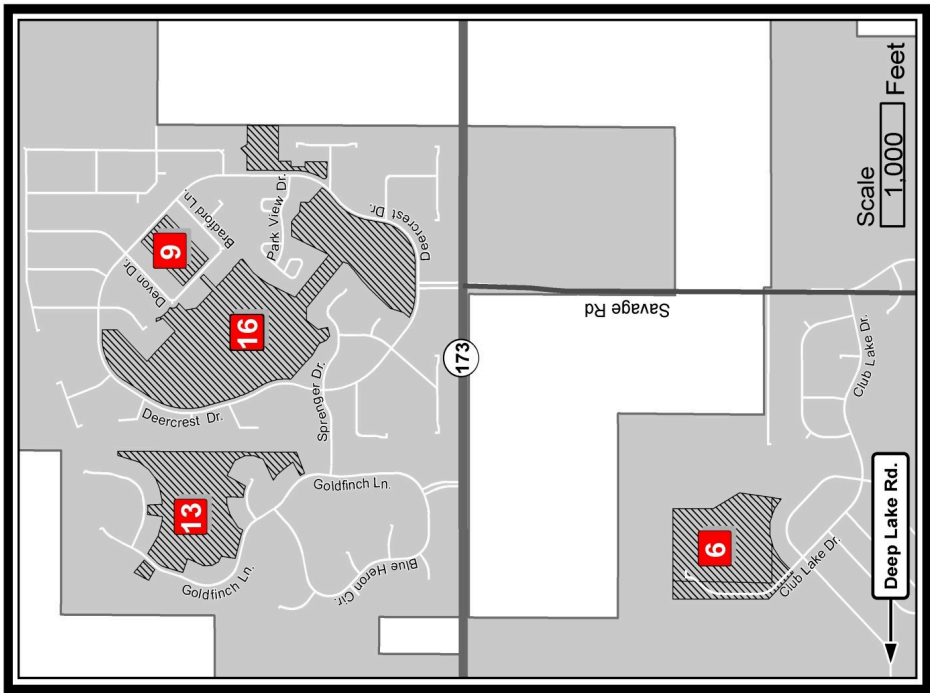 Devon Dr.
Bradford Ln.
9
Park View Dr.
Deercrest Dr.
16
Deercrest Dr.
Sprenger Dr.
173
Savage Rd
Scale
1,000 Feet
Club Lake Dr.
Goldfinch Ln.
13
Goldfinch Ln.
Blue Heron Cir.
6
Club Lake Dr.
Deep Lake Rd.